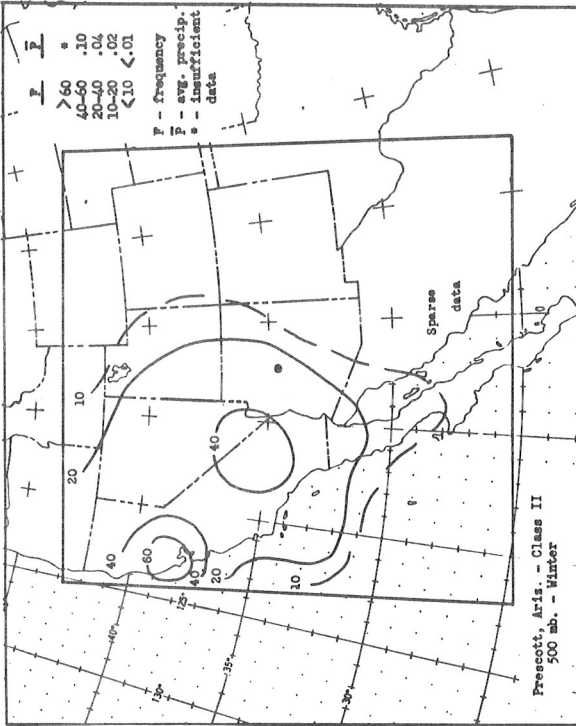 F P̄
>60 *
40-60 .10
20-40 .04
10-20 .02
<10 <.01
F - frequency
P̄ - avg. precip.
* - insufficient
data
10
20
40
40
60
40
20
10
125°
130°
40°
35°
30°
Sparse
data
Prescott, Ariz. - Class II
500 mb. - Winter